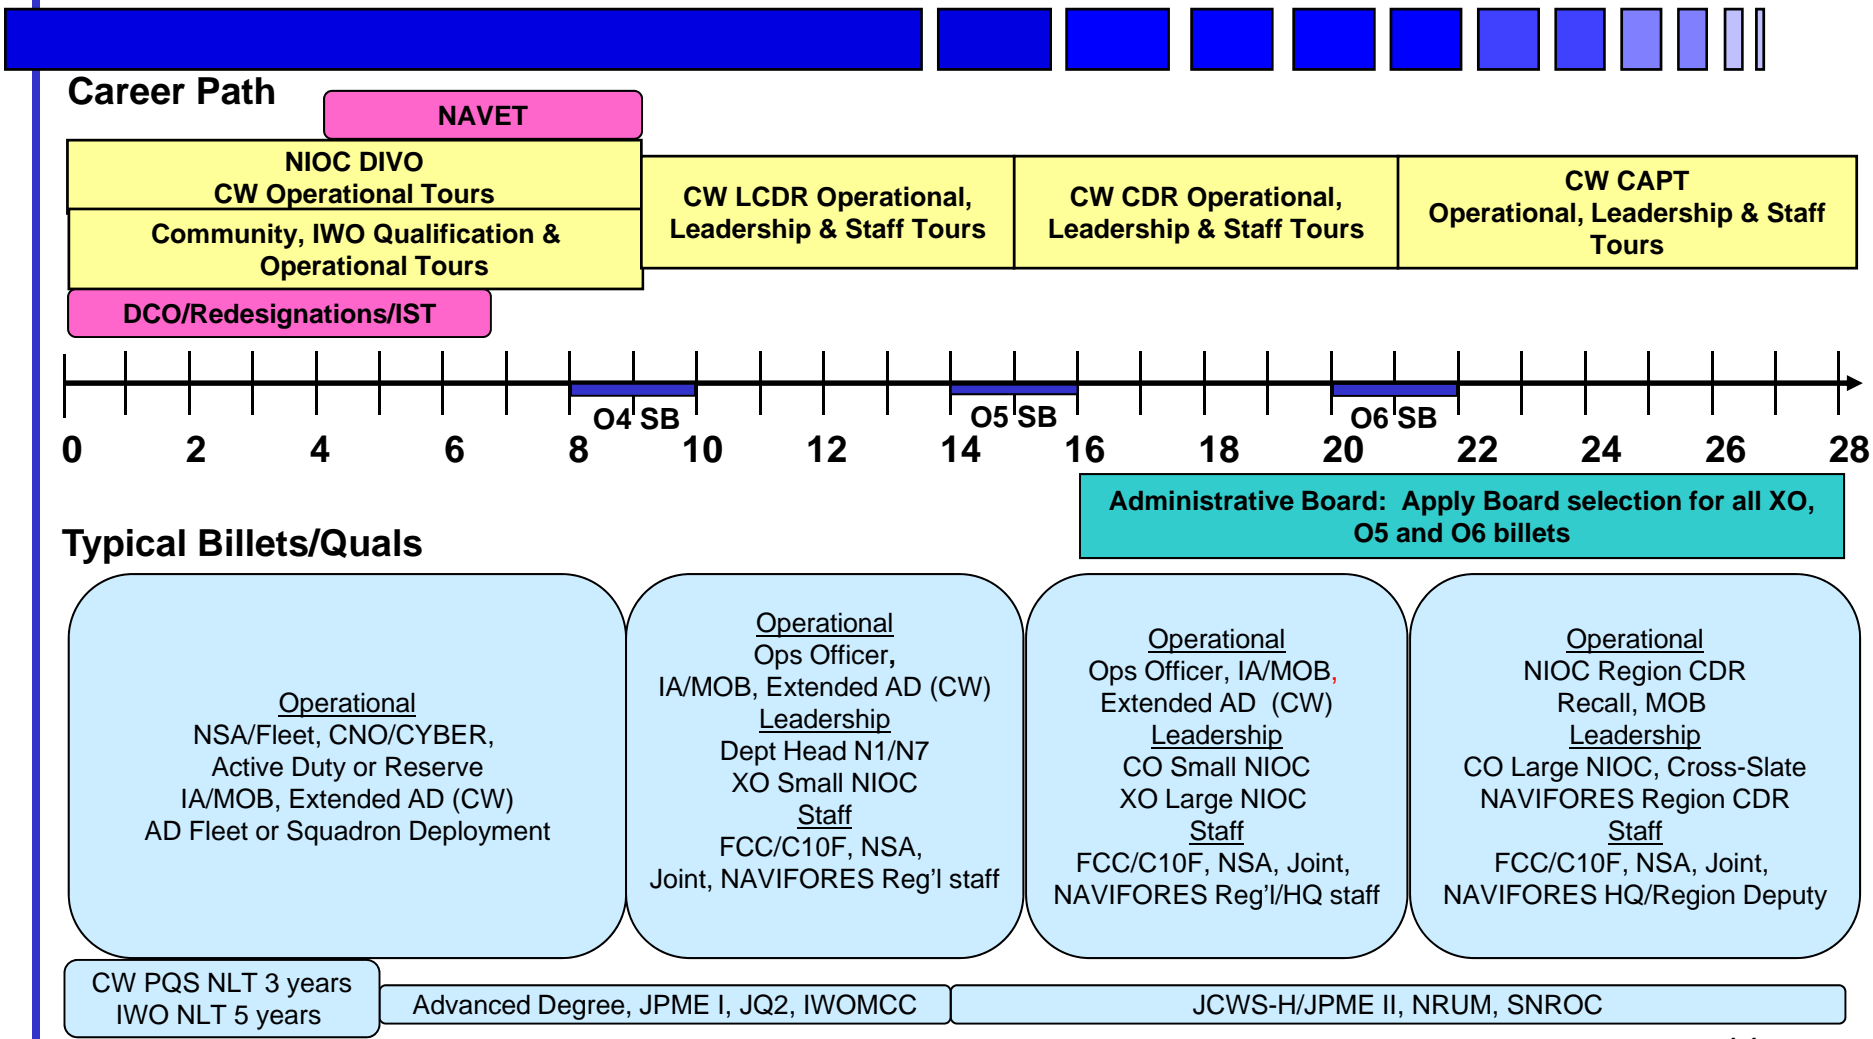 Career Path
NAVET
NIOC DIVO
CW Operational Tours
Community, IWO Qualification &
Operational Tours
DCO/Redesignations/IST
CW LCDR Operational,
Leadership & Staff Tours
CW CDR Operational,
Leadership & Staff Tours
CW CAPT
Operational, Leadership & Staff
Tours
O4 SB
O5 SB
O6 SB
0 2 4 6 8 10 12 14 16 18 20 22 24 26 28
Administrative Board: Apply Board selection for all XO,
O5 and O6 billets
Typical Billets/Quals
Operational
NSA/Fleet, CNO/CYBER,
Active Duty or Reserve
IA/MOB, Extended AD (CW)
AD Fleet or Squadron Deployment
Operational
Ops Officer,
IA/MOB, Extended AD (CW)
Leadership
Dept Head N1/N7
XO Small NIOC
Staff
FCC/C10F, NSA,
Joint, NAVIFORES Reg'l staff
Operational
Ops Officer, IA/MOB,
Extended AD (CW)
Leadership
CO Small NIOC
XO Large NIOC
Staff
FCC/C10F, NSA, Joint,
NAVIFORES Reg'l/HQ staff
Operational
NIOC Region CDR
Recall, MOB
Leadership
CO Large NIOC, Cross-Slate
NAVIFORES Region CDR
Staff
FCC/C10F, NSA, Joint,
NAVIFORES HQ/Region Deputy
CW PQS NLT 3 years
IWO NLT 5 years
Advanced Degree, JPME I, JQ2, IWOMCC
JCWS-H/JPME II, NRUM, SNROC